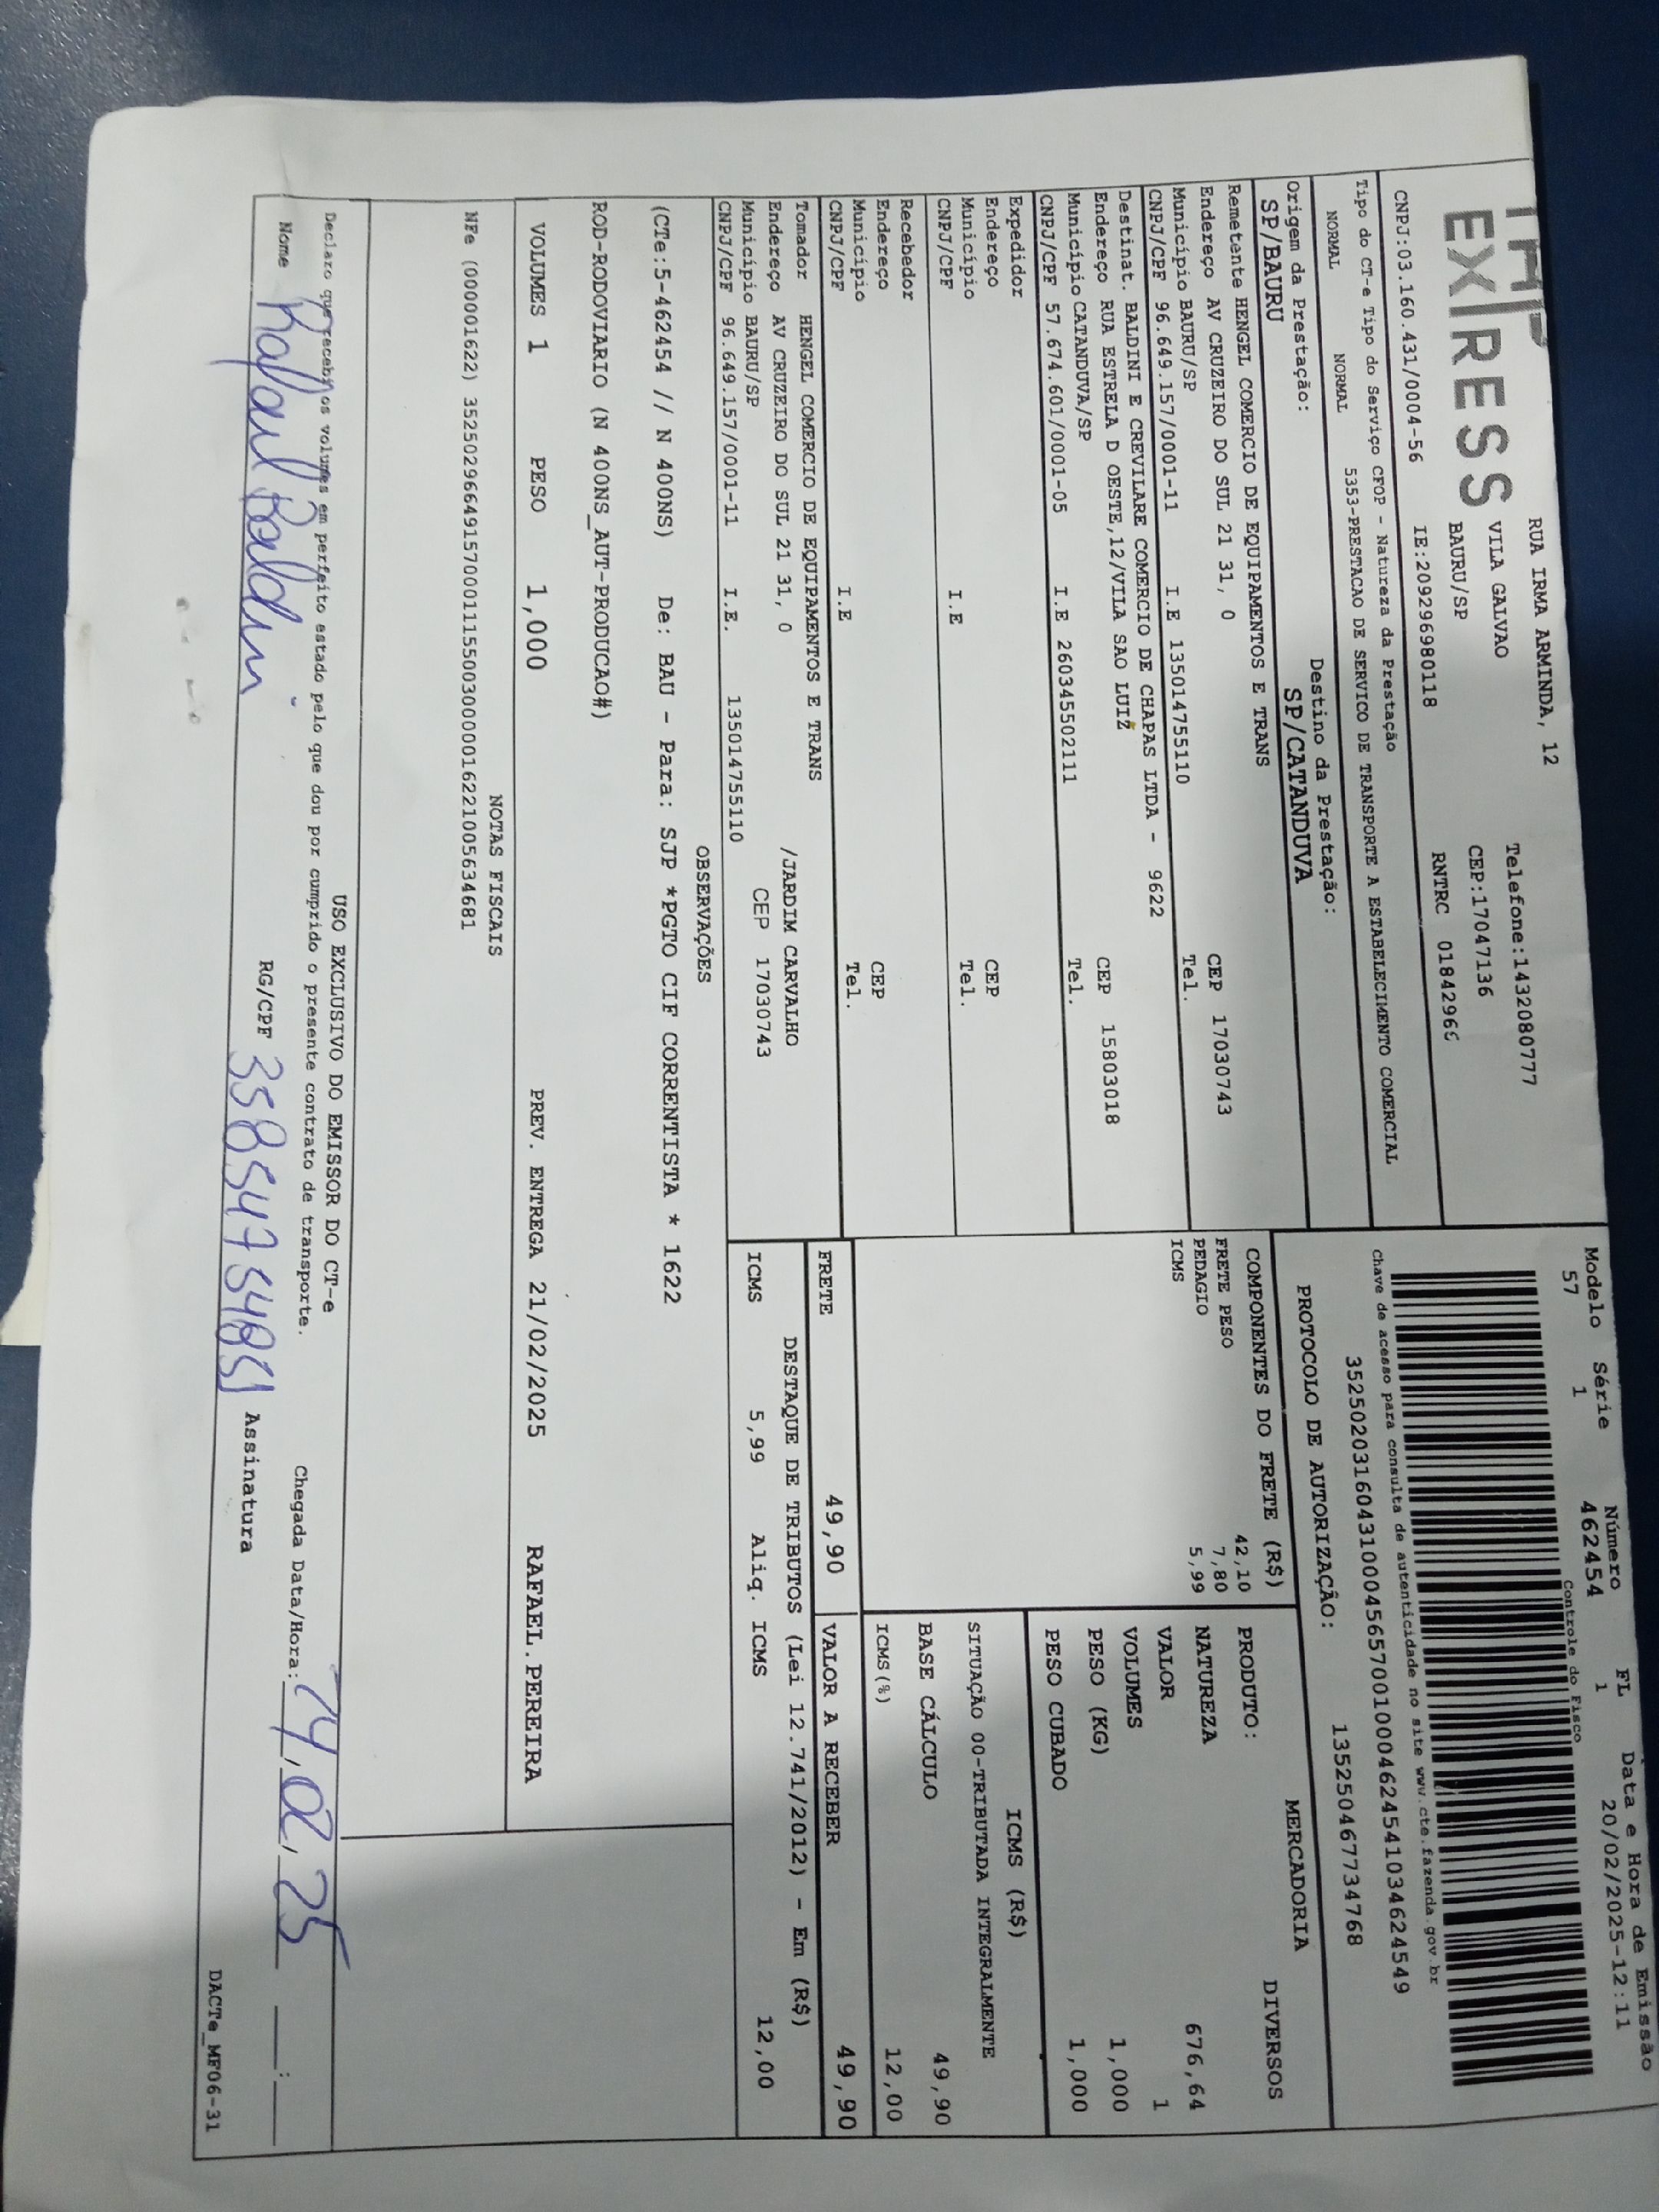 EXPRESS
RUA IRMA ARMINDA, 12 Telefone:1432080777
VILA GALVAO CEP:17047136
BAURU/SP
CNPJ:03.160.431/0004-56 IE:209296980118 RNTRC 0184296
Modelo Série Número FL Data e Hora de Emissão
57 1 462454 1 20/02/2025-12:11
Controle do Fisco
Chave de acesso para consulta de autenticidade no site www.cte.fazenda.gov.br
35250203160431000456570010004624541034624549
Tipo do CT-e Tipo do Serviço CFOP - Natureza da Prestação
NORMAL NORMAL 5353-PRESTACAO DE SERVICO DE TRANSPORTE A ESTABELECIMENTO COMERCIAL
PROTOCOLO DE AUTORIZAÇÃO: 135250467734768
Origem da Prestação: Destino da Prestação:
SP/BAURU SP/CATANDUVA
Remetente HENGEL COMERCIO DE EQUIPAMENTOS E TRANS
Endereço AV CRUZEIRO DO SUL 21 31, 0 CEP 17030743
Município BAURU/SP Tel.
CNPJ/CPF 96.649.157/0001-11 I.E 135014755110
Destinat. BALDINI E CREVILARE COMERCIO DE CHAPAS LTDA - 9622
Endereço RUA ESTRELA D OESTE,12/VILA SAO LUIZ CEP 15803018
Município CATANDUVA/SP Tel.
CNPJ/CPF 57.674.601/0001-05 I.E 260345502111
Expedidor
Endereço CEP
Município Tel.
CNPJ/CPF I.E
Recebedor
Endereço CEP
Município Tel.
CNPJ/CPF I.E
Tomador HENGEL COMERCIO DE EQUIPAMENTOS E TRANS
Endereço AV CRUZEIRO DO SUL 21 31, 0 /JARDIM CARVALHO
Município BAURU/SP CEP 17030743
CNPJ/CPF 96.649.157/0001-11 I.E. 135014755110
COMPONENTES DO FRETE (R$)
FRETE PESO 42,10
PEDAGIO 7,80
ICMS 5,99
MERCADORIA
PRODUTO: DIVERSOS
NATUREZA
VALOR 676,64
VOLUMES 1
PESO (KG) 1,000
PESO CUBADO 1,000
ICMS (R$)
SITUAÇÃO 00-TRIBUTADA INTEGRALMENTE
BASE CÁLCULO 49,90
ICMS(%) 12,00
FRETE 49,90 VALOR A RECEBER 49,90
DESTAQUE DE TRIBUTOS (Lei 12.741/2012) - Em (R$)
ICMS 5,99 Aliq. ICMS 12,00
OBSERVAÇÕES
(CTe:5-462454 // N 400NS) De: BAU - Para: SJP *PGTO CIF CORRENTISTA * 1622
ROD-RODOVIARIO (N 400NS_AUT-PRODUCAO#)
VOLUMES 1 PESO 1,000 PREV. ENTREGA 21/02/2025 RAFAEL.PEREIRA
NOTAS FISCAIS
NFe (000001622) 35250296649157000111550030000016221005634681
USO EXCLUSIVO DO EMISSOR DO CT-e
Declaro que recebi os volumes em perfeito estado pelo que dou por cumprido o presente contrato de transporte. Chegada Data/Hora: 24,02,25 :
Nome Rafael Baldini RG/CPF Assinatura
DACTe_MF06-31